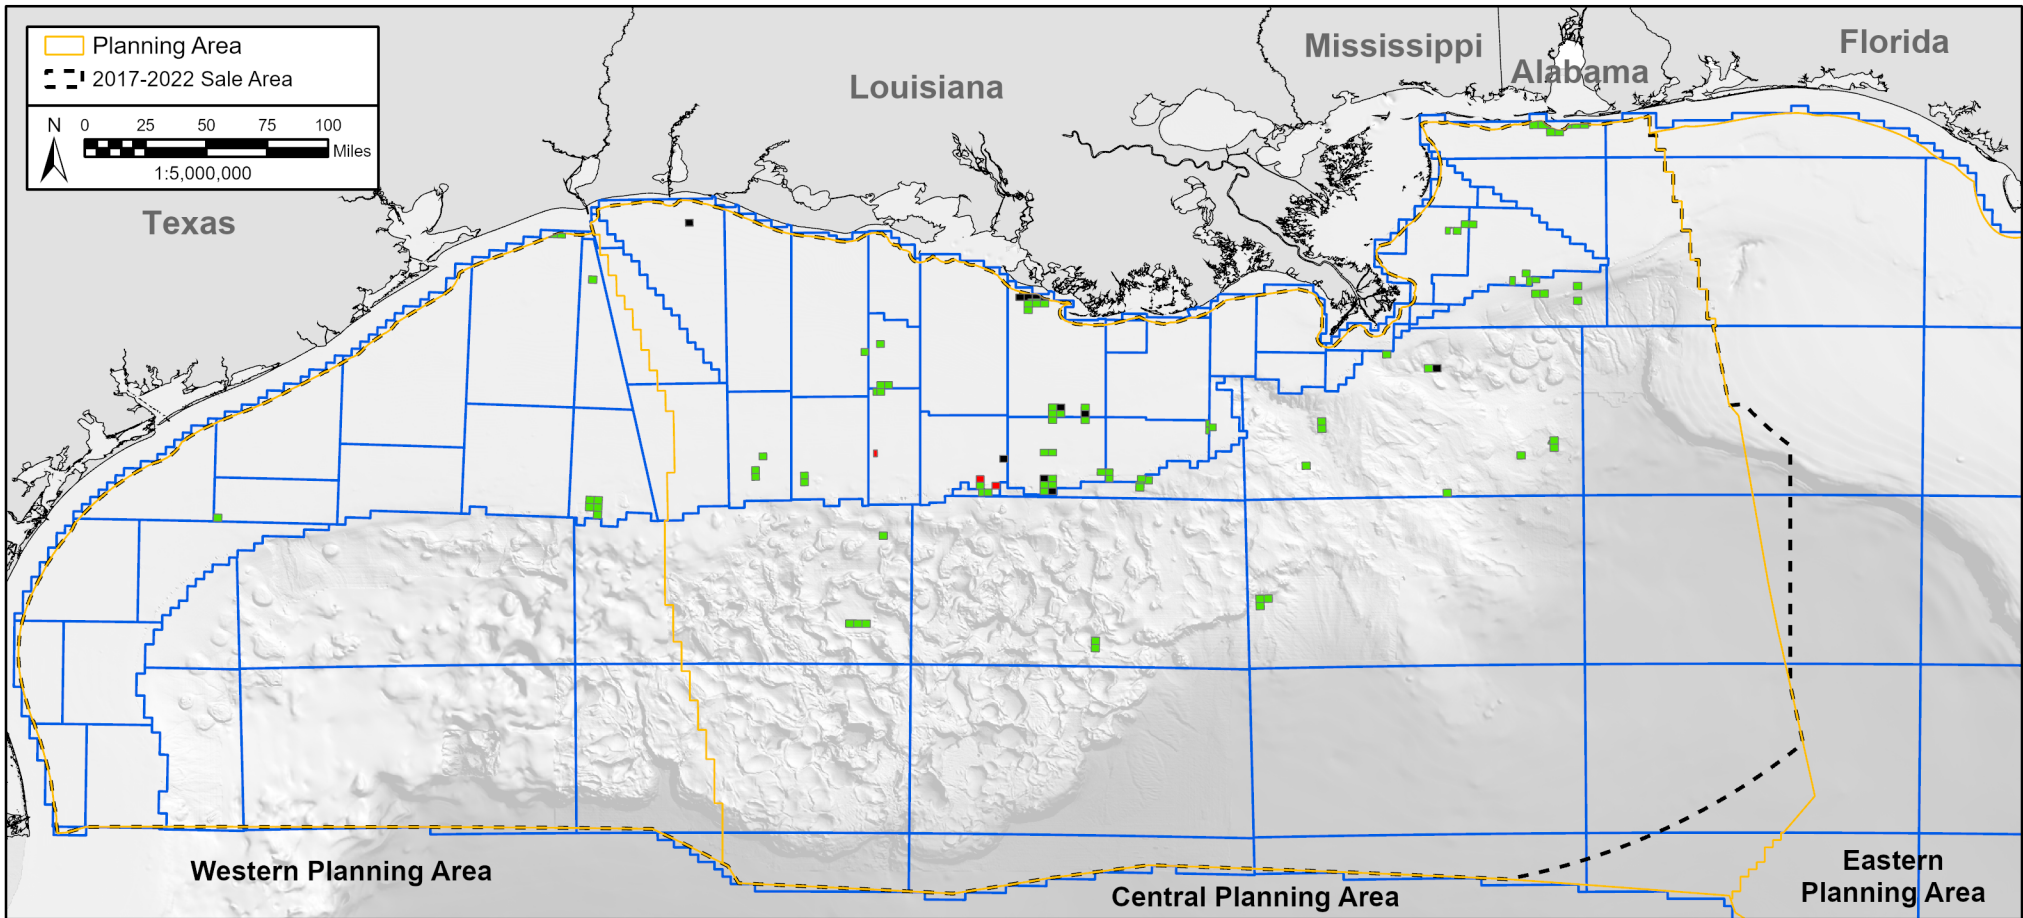 Planning Area
2017-2022 Sale Area
N
0 25 50 75 100
Miles
1:5,000,000
Texas
Louisiana
Mississippi
Alabama
Florida
Western Planning Area
Central Planning Area
Eastern
Planning Area